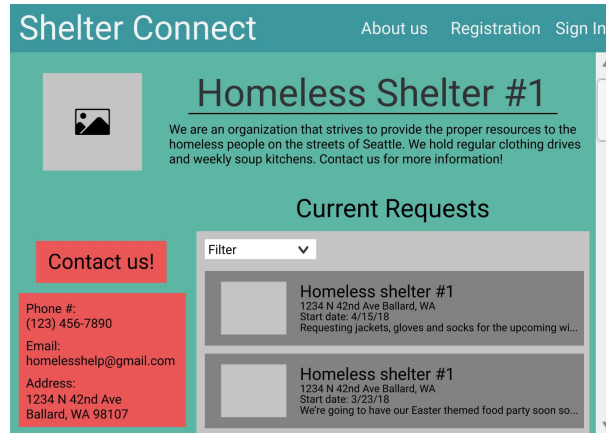 Shelter Connect
About us
Registration
Sign In
Homeless Shelter #1
We are an organization that strives to provide the proper resources to the
homeless people on the streets of Seattle. We hold regular clothing drives
and weekly soup kitchens. Contact us for more information!
Current Requests
Contact us!
Phone #:
(123) 456-7890
Email:
homelesshelp@gmail.com
Address:
1234 N 42nd Ave
Ballard, WA 98107
Filter
Homeless shelter #1
1234 N 42nd Ave Ballard, WA
Start date: 4/15/18
Requesting jackets, gloves and socks for the upcoming wi...
Homeless shelter #1
1234 N 42nd Ave Ballard, WA
Start date: 3/23/18
We're going to have our Easter themed food party soon so...